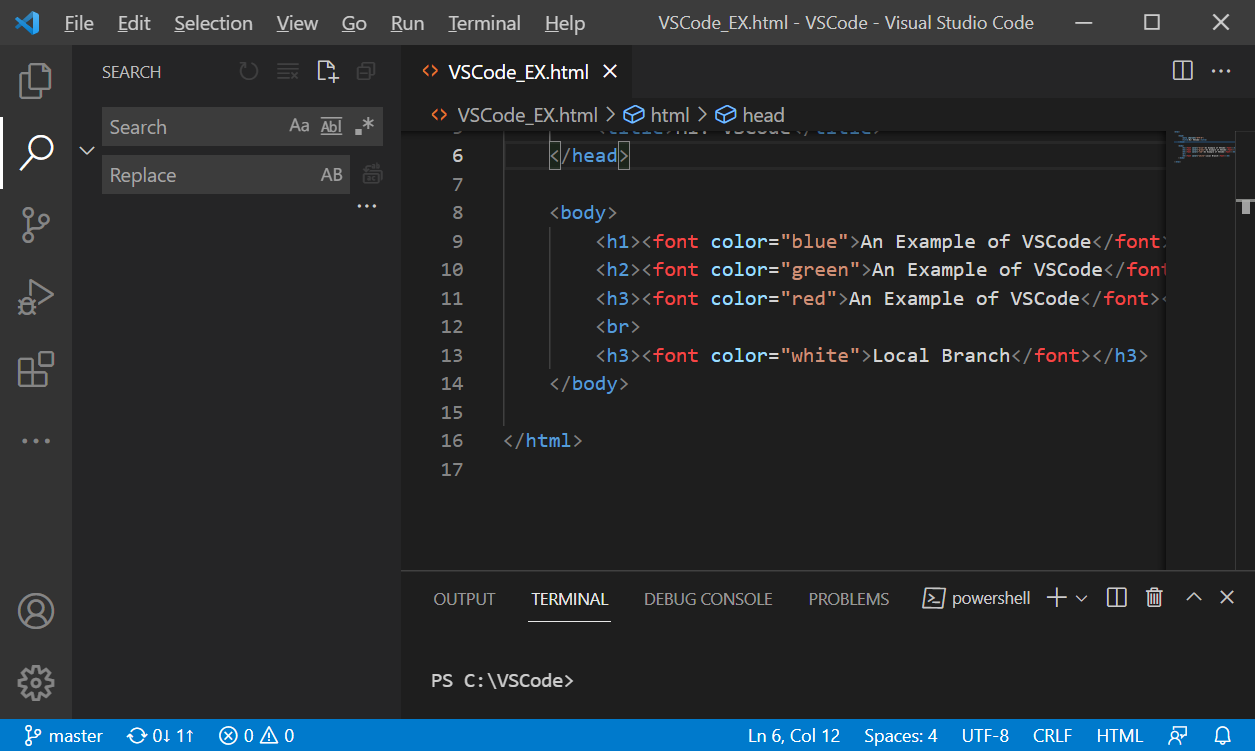 File Edit Selection View Go Run Terminal Help VSCode_EX.html - VSCode - Visual Studio Code
SEARCH
Search Aa Abl .*
Replace AB
VSCode_EX.html
VSCode_EX.html > html > head
6 </head>
7
8 <body>
9 <h1><font color="blue">An Example of VSCode</font>
10 <h2><font color="green">An Example of VSCode</font
11 <h3><font color="red">An Example of VSCode</font><
12 <br>
13 <h3><font color="white">Local Branch</font></h3>
14 </body>
15
16 </html>
17
OUTPUT TERMINAL DEBUG CONSOLE PROBLEMS powershell
PS C:\VSCode>
master 0↓ 1↑ 0 0 Ln 6, Col 12 Spaces: 4 UTF-8 CRLF HTML